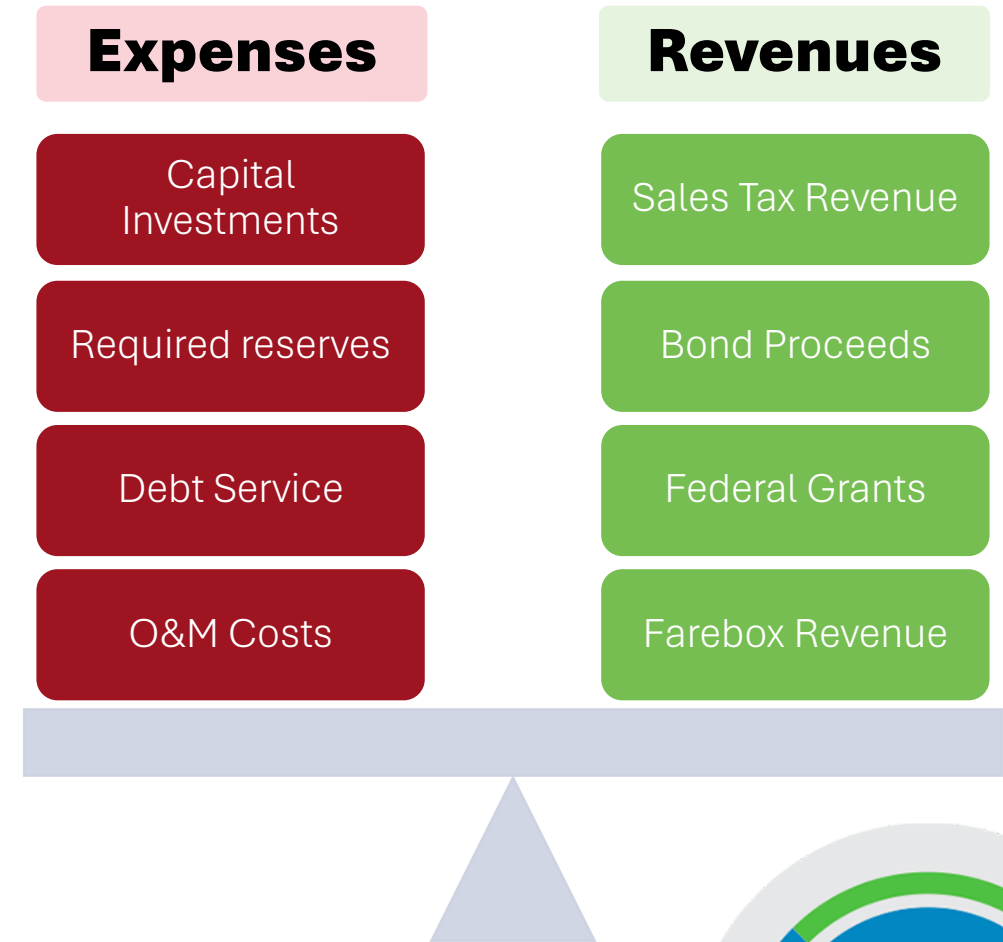 Expenses
Capital
Investments
Required reserves
Debt Service
O&M Costs
Revenues
Sales Tax Revenue
Bond Proceeds
Federal Grants
Farebox Revenue